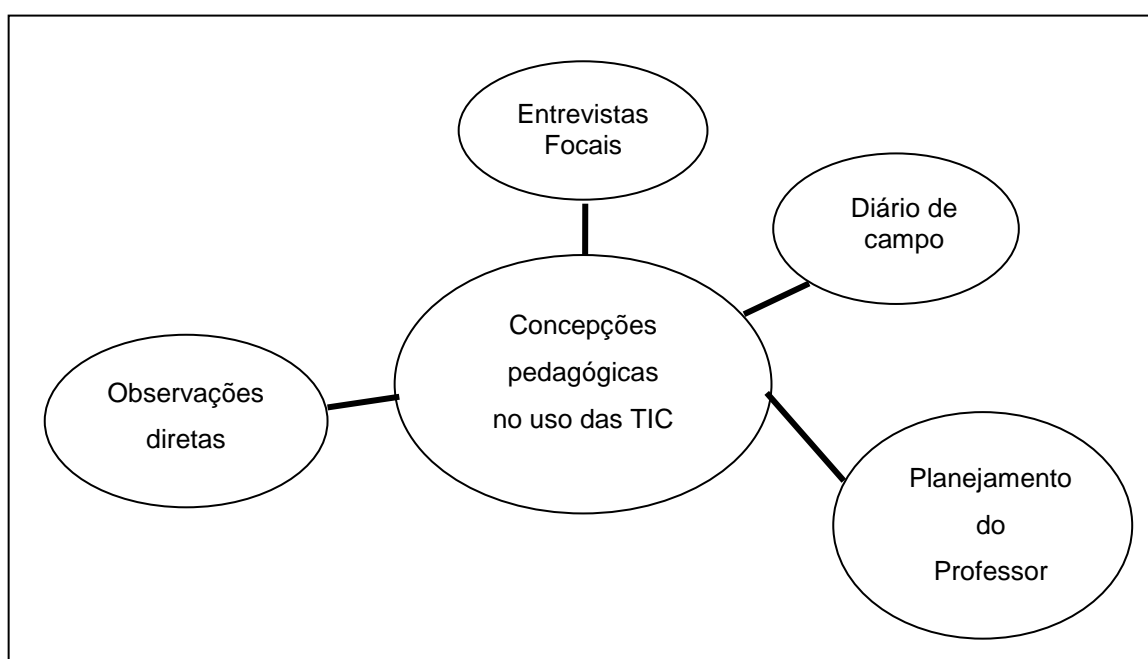 Entrevistas
Focais
Diário de
campo
Concepções
pedagógicas
no uso das TIC
Observações
diretas
Planejamento
do
Professor